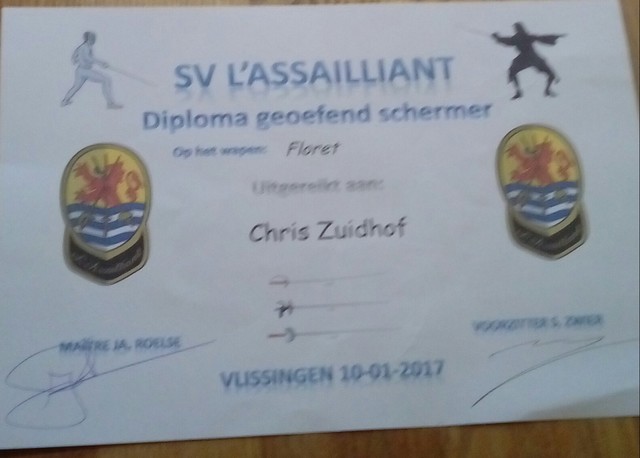 SV L'ASSAILLIANT
Diploma geoefend schermer
Op het wapen: Floret
Uitgereikt aan:
Chris Zuidhof
MAITRE JA. ROELSE
VOORZITTER S. ZWIER
VLISSINGEN 10-01-2017